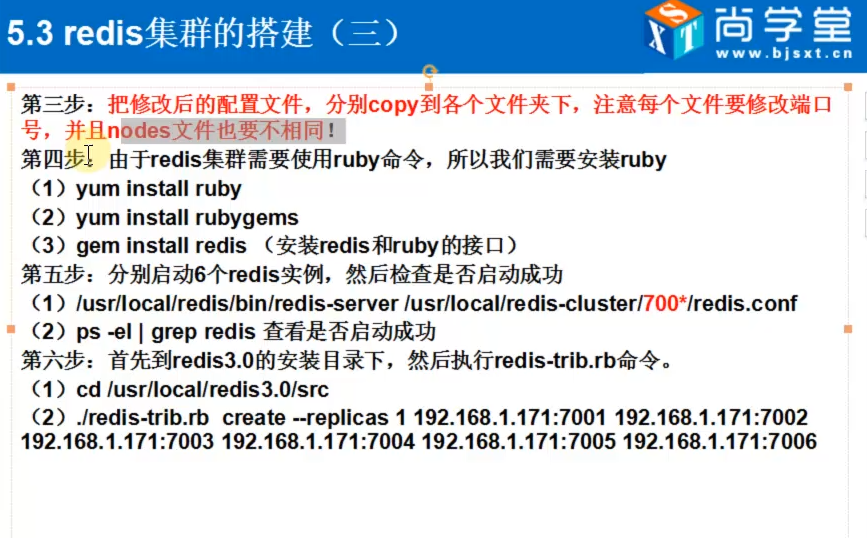 5.3 redis集群的搭建（三）
尚学堂
SXT
www.bjsxt.cn
第三步：把修改后的配置文件，分别copy到各个文件夹下，注意每个文件要修改端口
号，并且nodes文件也要不相同！
第四步：由于redis集群需要使用ruby命令，所以我们需要安装ruby
（1）yum install ruby
（2）yum install rubygems
（3）gem install redis （安装redis和ruby的接口）
第五步：分别启动6个redis实例，然后检查是否启动成功
（1）/usr/local/redis/bin/redis-server /usr/local/redis-cluster/700*/redis.conf
（2）ps -el | grep redis 查看是否启动成功
第六步：首先到redis3.0的安装目录下，然后执行redis-trib.rb命令。
（1）cd /usr/local/redis3.0/src
（2）./redis-trib.rb  create --replicas 1 192.168.1.171:7001 192.168.1.171:7002
192.168.1.171:7003 192.168.1.171:7004 192.168.1.171:7005 192.168.1.171:7006